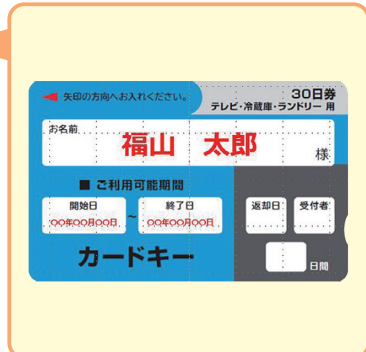 矢印の方向へお入れください。
30日券
テレビ・冷蔵庫・ランドリー 用
お名前
福山 太郎
様
■ ご利用可能期間
開始日
○○年○○月○○日
~
終了日
○○年○○月○○日
返却日
受付者
カードキー
日間